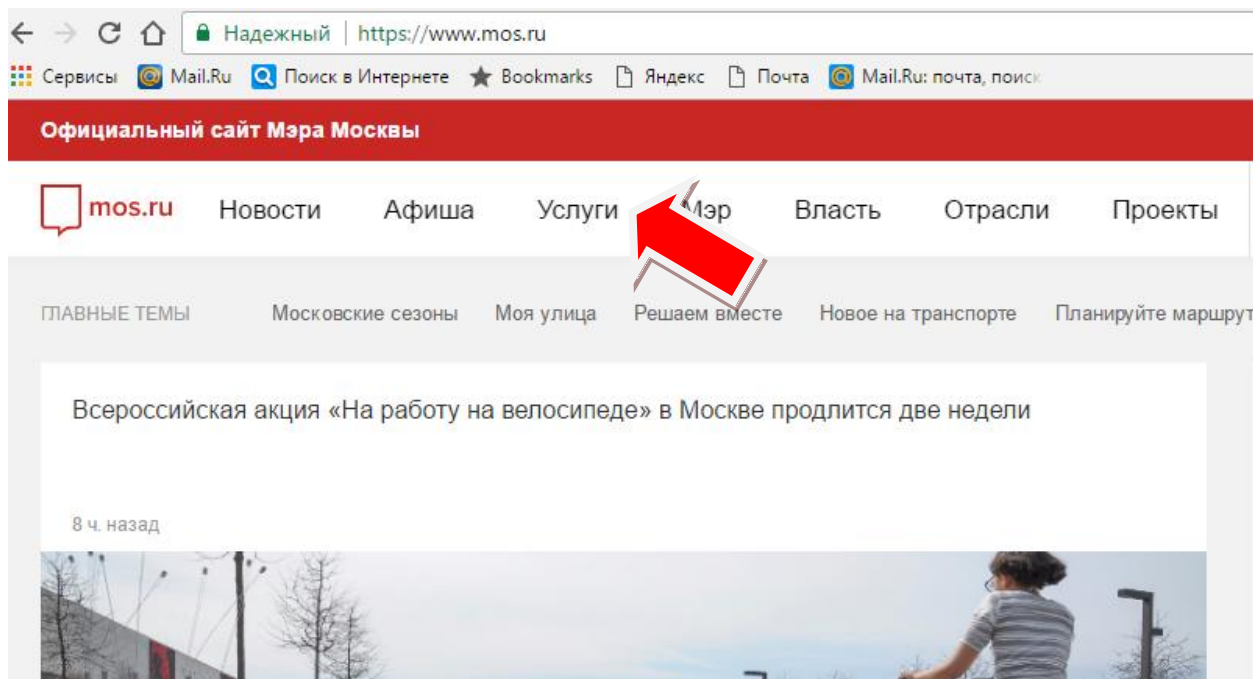 Надежный | https://www.mos.ru
Сервисы Mail.Ru Поиск в Интернете Bookmarks Яндекс Почта Mail.Ru: почта, поиск
Официальный сайт Мэра Москвы
mos.ru Новости Афиша Услуги Мэр Власть Отрасли Проекты
ГЛАВНЫЕ ТЕМЫ Московские сезоны Моя улица Решаем вместе Новое на транспорте Планируйте маршрут
Всероссийская акция «На работу на велосипеде» в Москве продлится две недели
8 ч. назад